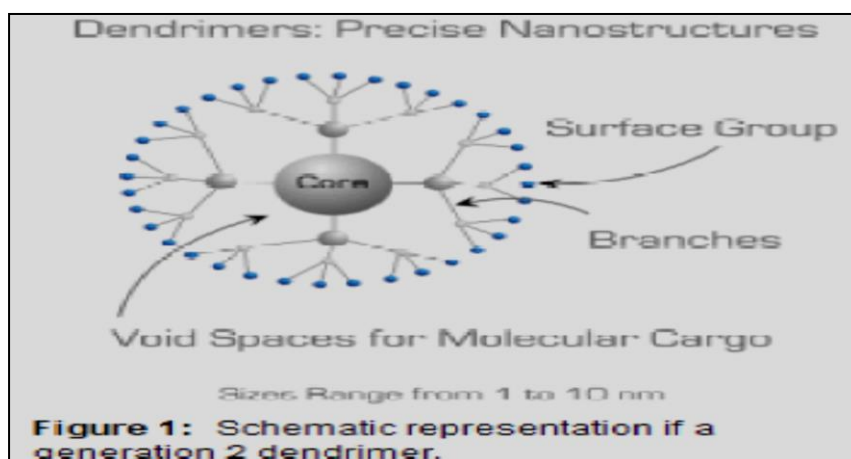 Dendrimers: Precise Nanostructures
Surface Group
Core
Branches
Void Spaces for Molecular Cargo
Sizes Range from 1 to 10 nm
Figure 1: Schematic representation if a
generation 2 dendrimer.